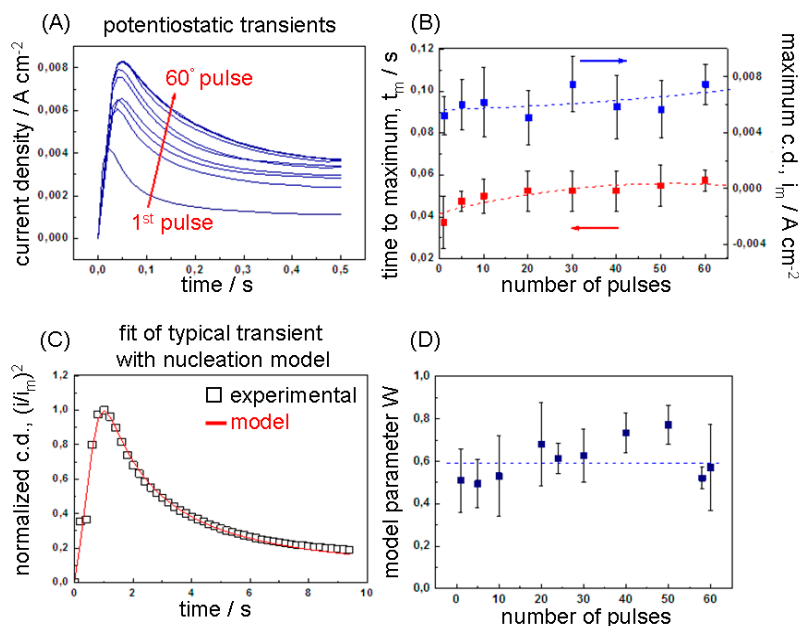 (A) potentiostatic transients
current density / A cm⁻²
0,008
0,006
0,004
0,002
0,000
60° pulse
1st pulse
0,0 0,1 0,2 0,3 0,4 0,5
time / s
(B)
time to maximum, tm / s
0,12
0,10
0,08
0,06
0,04
0,02
0,008
0,004
0,000
-0,004
maximum c.d., im / A cm⁻²
0 10 20 30 40 50 60
number of pulses
(C) fit of typical transient
with nucleation model
normalized c.d., (i/im)²
1,2
1,0
0,8
0,6
0,4
0,2
0,0
experimental
model
0 2 4 6 8 10
time / s
(D)
model parameter W
1,0
0,8
0,6
0,4
0,2
0,0
0 10 20 30 40 50 60
number of pulses